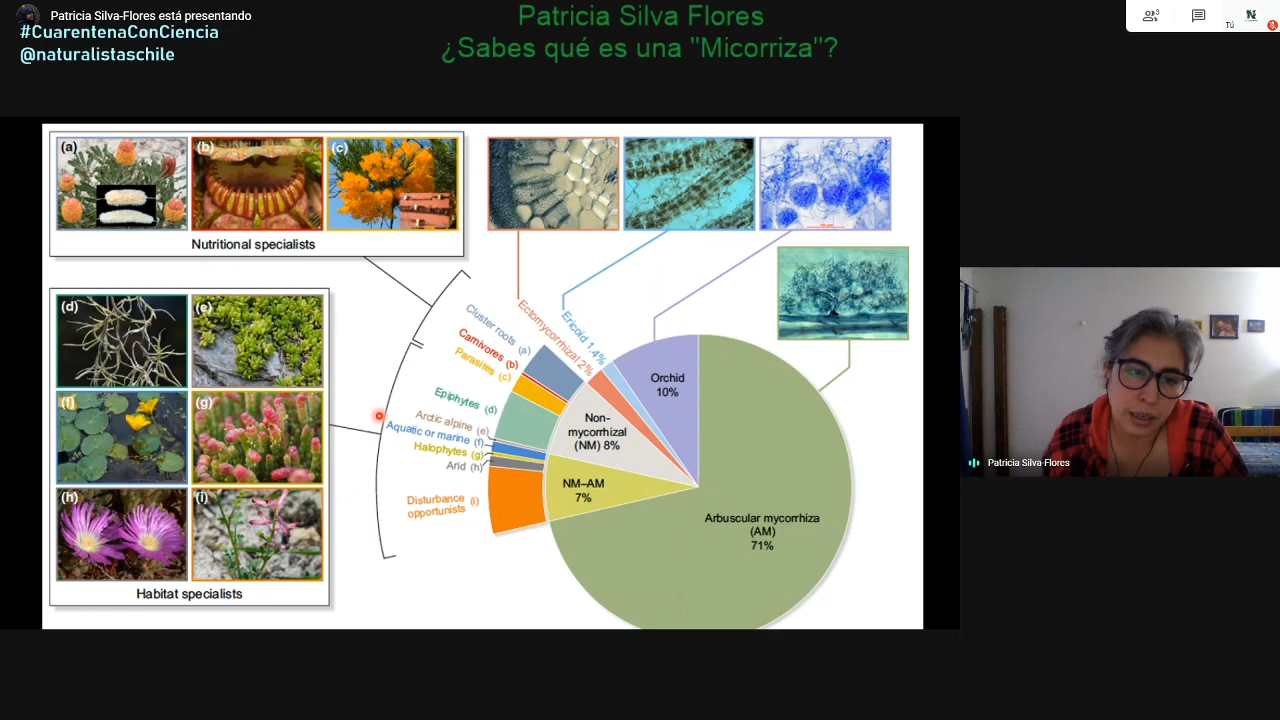 Patricia Silva-Flores está presentando
#CuarentenaConCiencia
@naturalistaschile
Patricia Silva Flores
¿Sabes qué es una "Micorriza"?
3
Tú
(a)
(b)
(c)
Nutritional specialists
(d)
(e)
(f)
(g)
(h)
(i)
Habitat specialists
Cluster roots (a)
Carnivores (b)
Parasites (c)
Epiphytes (d)
Arctic alpine (e)
Aquatic or marine (f)
Halophytes (g)
Arid (h)
Disturbance (i)
opportunists
Ectomycorrhizal 2%
Ericoid 1.4%
Orchid
10%
Non-
mycorrhizal
(NM) 8%
NM–AM
7%
Arbuscular mycorrhiza
(AM)
71%
Patricia Silva-Flores